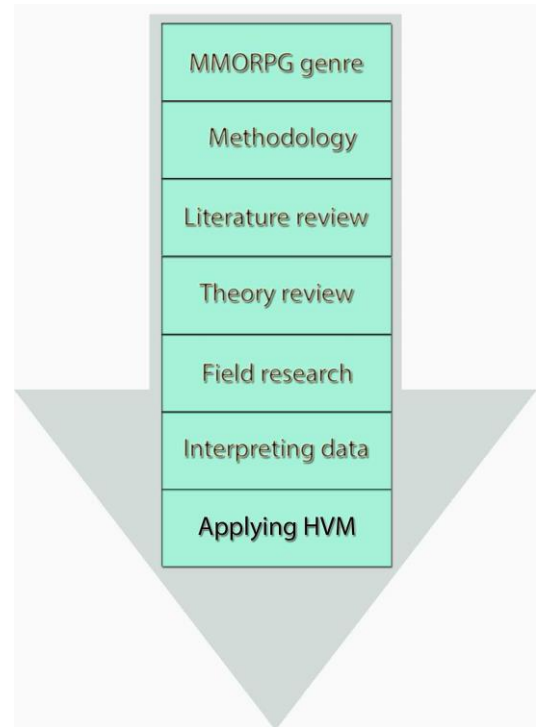 MMORPG genre
Methodology
Literature review
Theory review
Field research
Interpreting data
Applying HVM